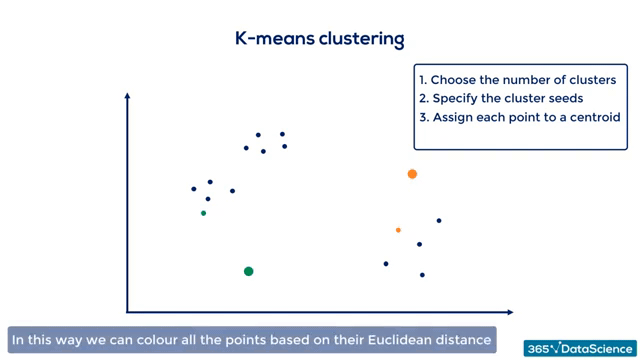 K-means clustering
1. Choose the number of clusters
2. Specify the cluster seeds
3. Assign each point to a centroid
In this way we can colour all the points based on their Euclidean distance
365 DataScience